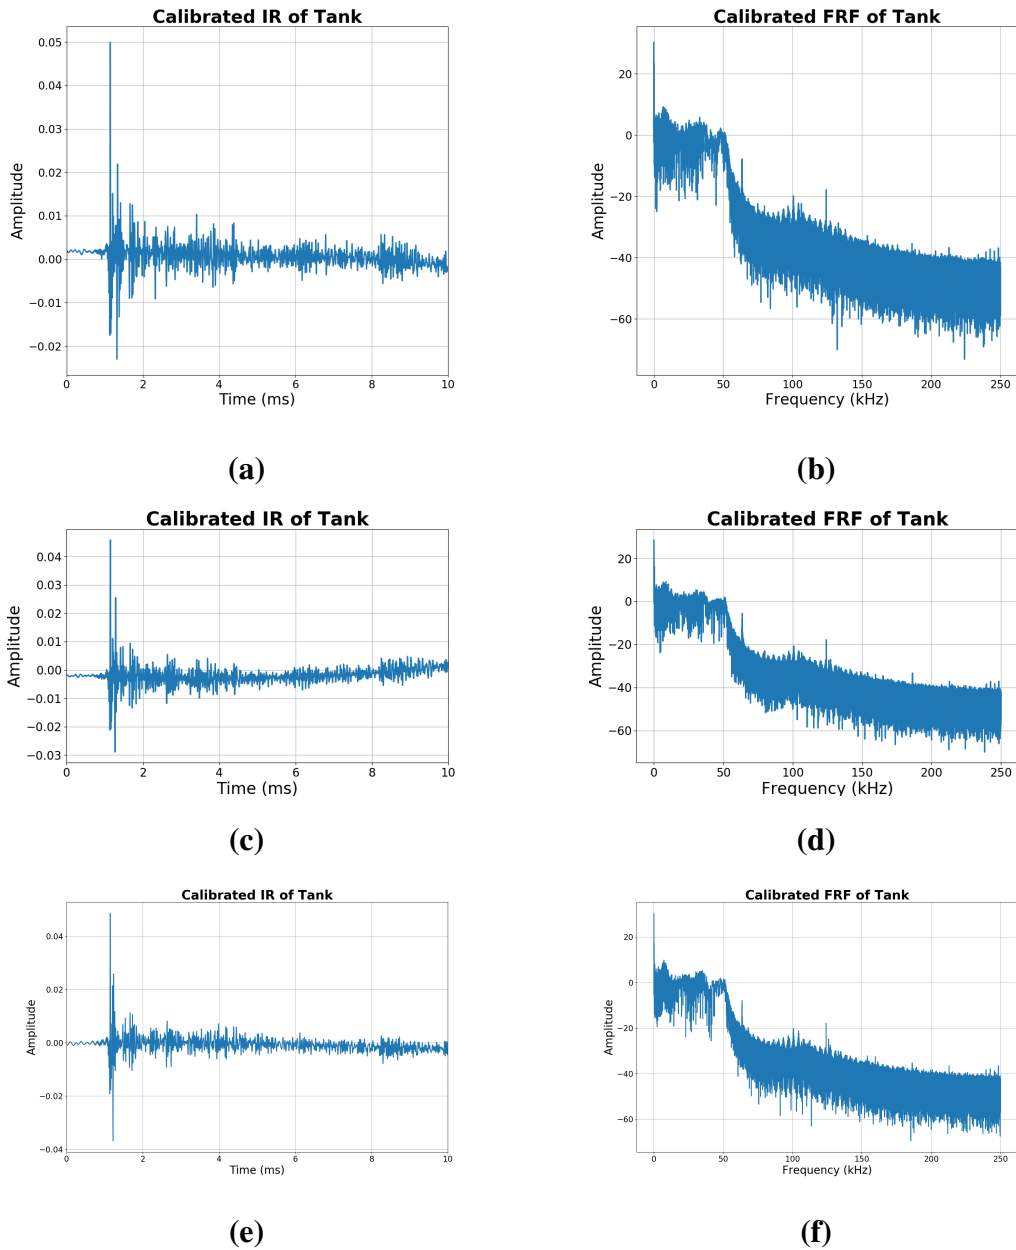 Calibrated IR of Tank
0.05
0.04
0.03
0.02
0.01
0.00
−0.01
−0.02
Amplitude
0 2 4 6 8 10
Time (ms)
(a)
Calibrated FRF of Tank
20
0
−20
−40
−60
Amplitude
0 50 100 150 200 250
Frequency (kHz)
(b)
Calibrated IR of Tank
0.04
0.03
0.02
0.01
0.00
−0.01
−0.02
−0.03
Amplitude
0 2 4 6 8 10
Time (ms)
(c)
Calibrated FRF of Tank
20
0
−20
−40
−60
Amplitude
0 50 100 150 200 250
Frequency (kHz)
(d)
Calibrated IR of Tank
0.04
0.02
0.00
−0.02
−0.04
Amplitude
0 2 4 6 8 10
Time (ms)
(e)
Calibrated FRF of Tank
20
0
−20
−40
−60
Amplitude
0 50 100 150 200 250
Frequency (kHz)
(f)